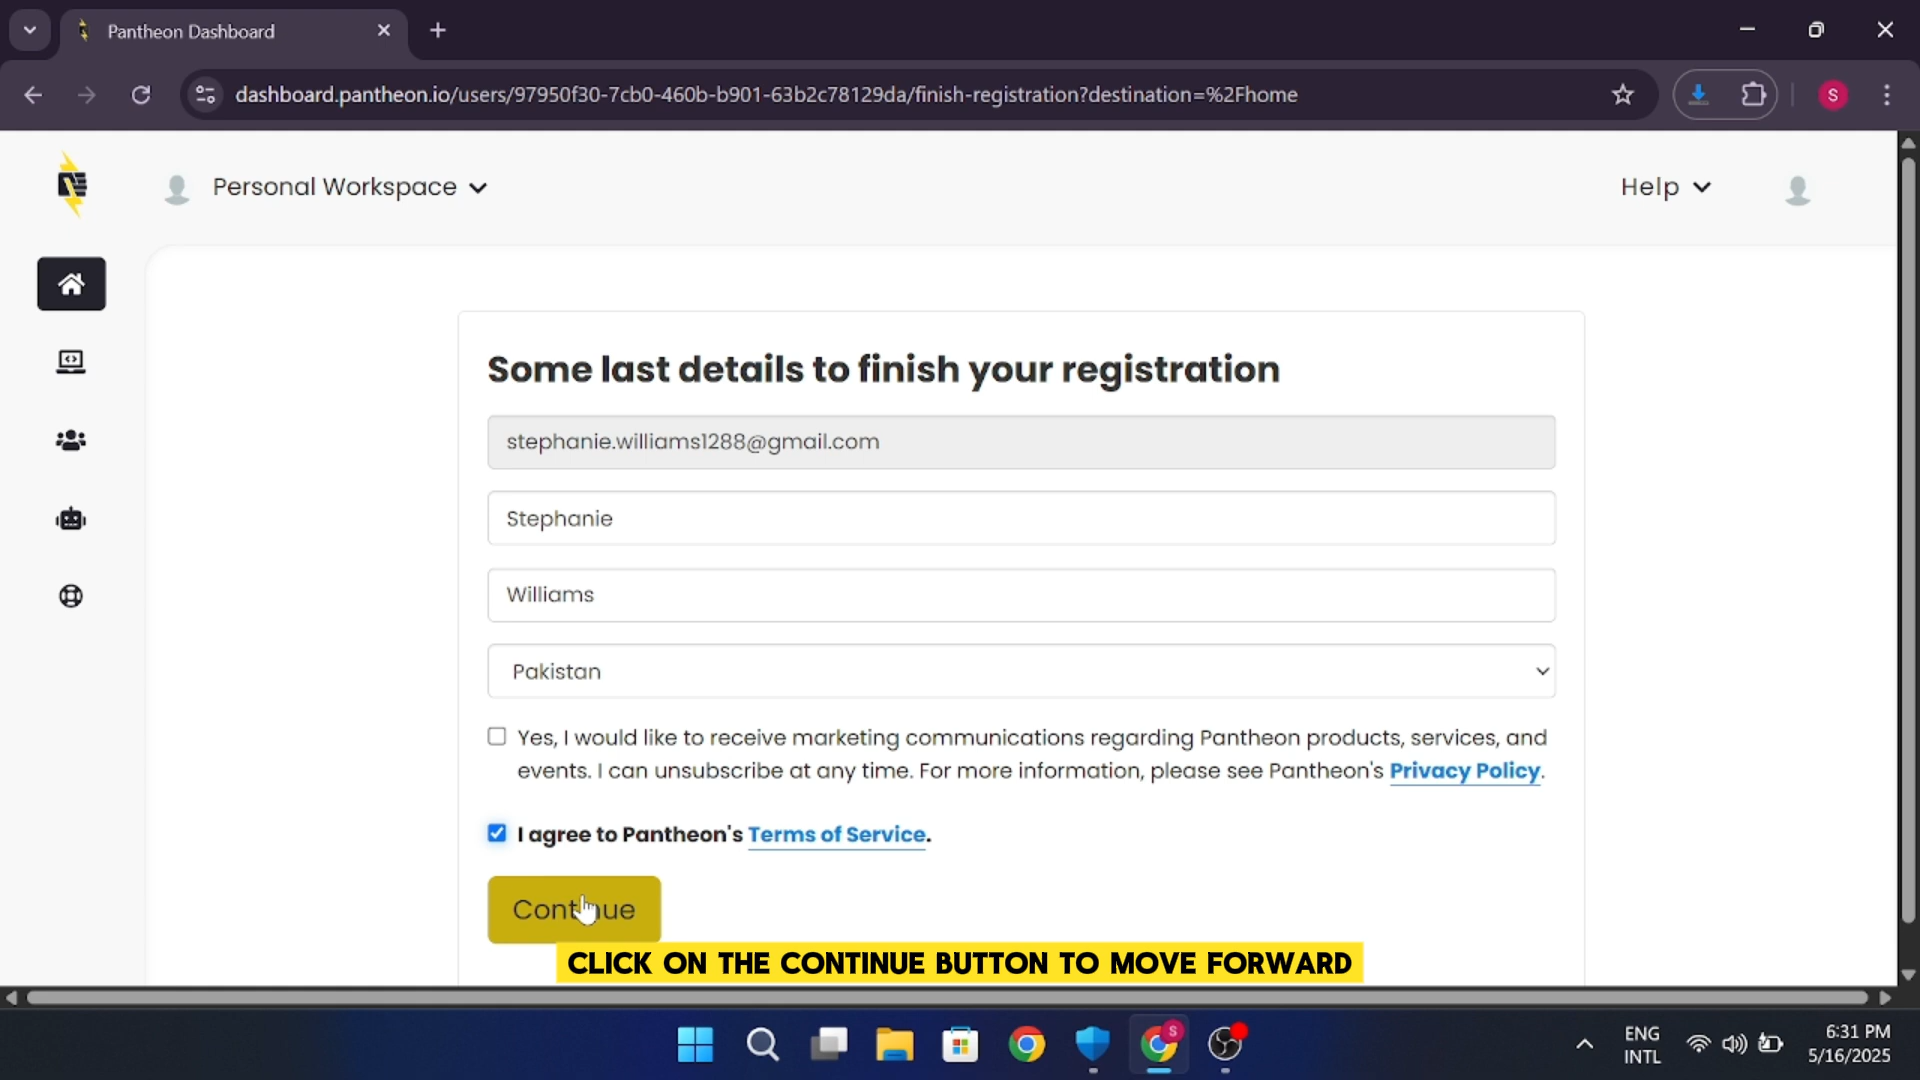 Pantheon Dashboard
dashboard.pantheon.io/users/97950f30-7cb0-460b-b901-63b2c78129da/finish-registration?destination=%2Fhome
S
Personal Workspace
Help
Some last details to finish your registration
stephanie.williams1288@gmail.com
Stephanie
Williams
Pakistan
Yes, I would like to receive marketing communications regarding Pantheon products, services, and
events. I can unsubscribe at any time. For more information, please see Pantheon's Privacy Policy.
I agree to Pantheon's Terms of Service.
Continue
CLICK ON THE CONTINUE BUTTON TO MOVE FORWARD
S
ENG
INTL
6:31 PM
5/16/2025